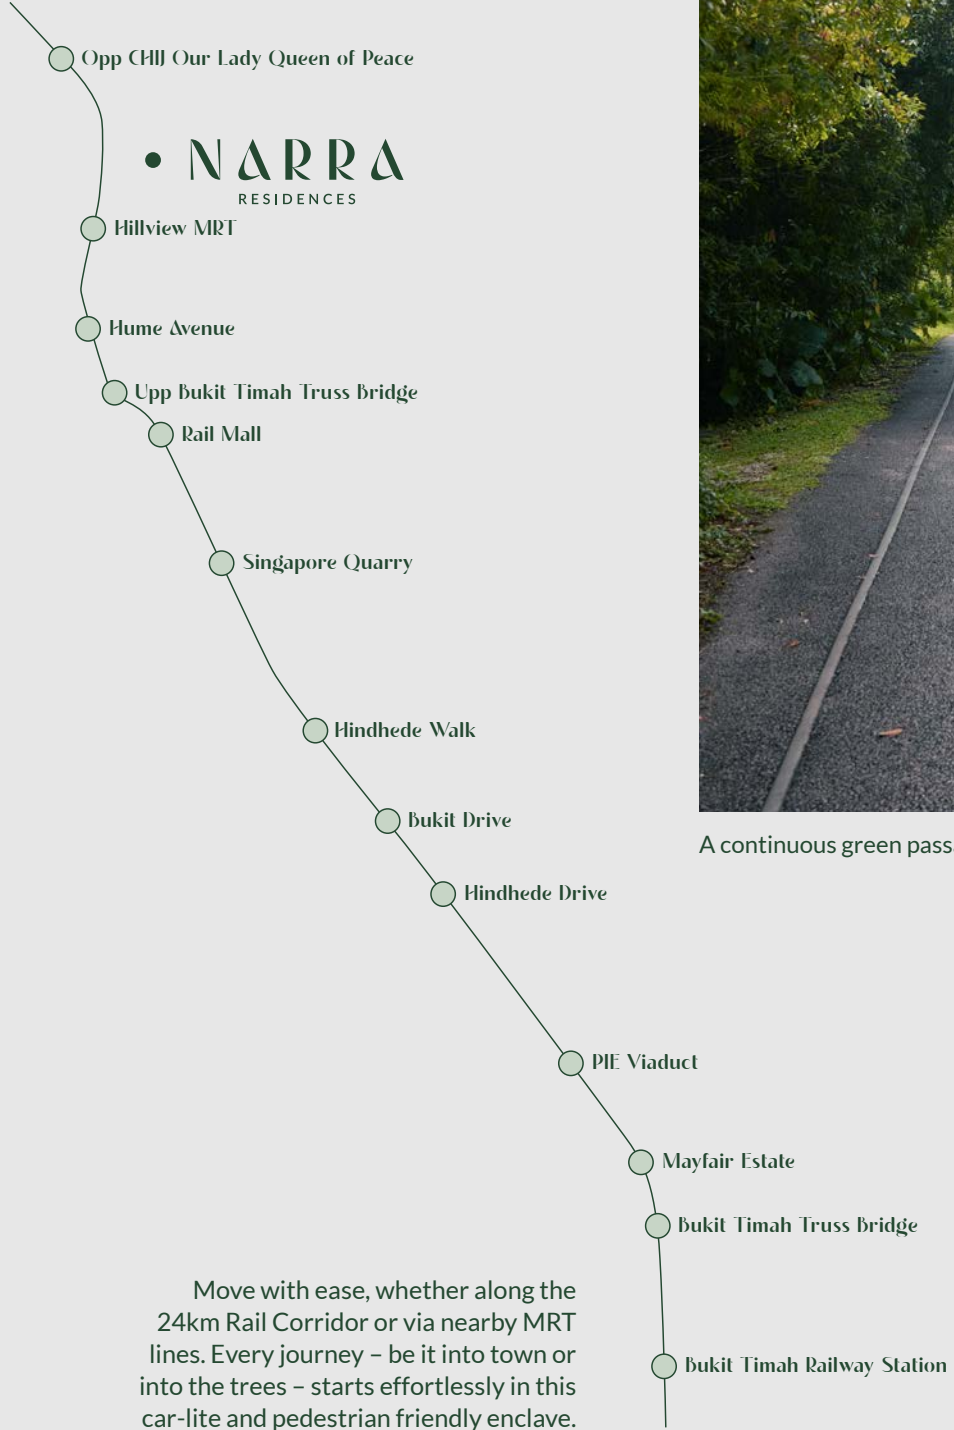 Opp CHIJ Our Lady Queen of Peace
NARRA
RESIDENCES
Hillview MRT
Hume Avenue
Upp Bukit Timah Truss Bridge
Rail Mall
Singapore Quarry
Hindhede Walk
Bukit Drive
A continuous green pass
Hindhede Drive
PIE Viaduct
Mayfair Estate
Bukit Timah Truss Bridge
Move with ease, whether along the
24km Rail Corridor or via nearby MRT
lines. Every journey – be it into town or
into the trees – starts effortlessly in this
car-lite and pedestrian friendly enclave.
Bukit Timah Railway Station